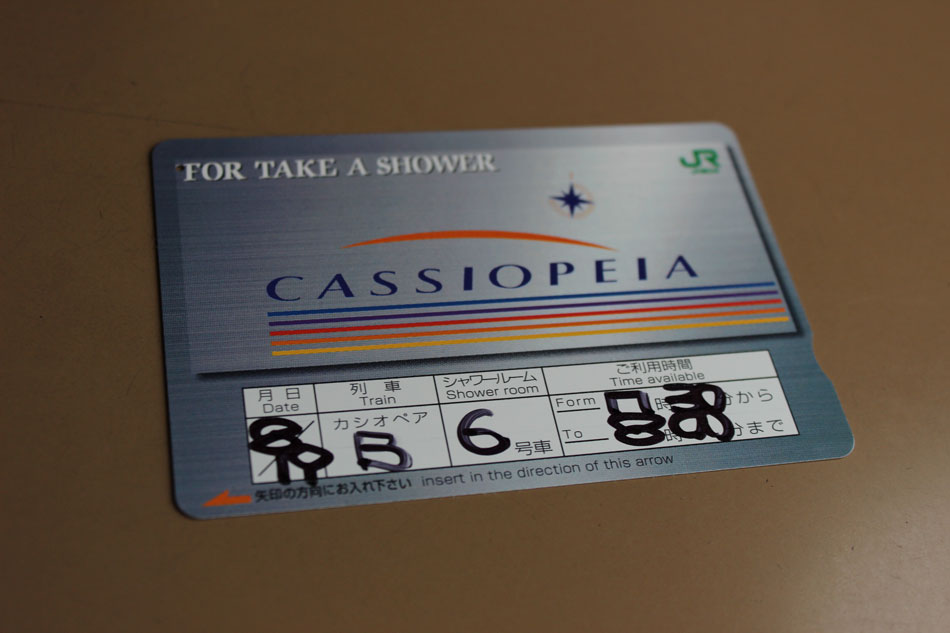 FOR TAKE A SHOWER
JR
CASSIOPEIA
月 日 列 車 シャワールーム ご利用時間
Date Train Shower room Time available
カシオペア Form 時 分から
6 号車 To 時 分まで
矢印の方向にお入れ下さい insert in the direction of this arrow